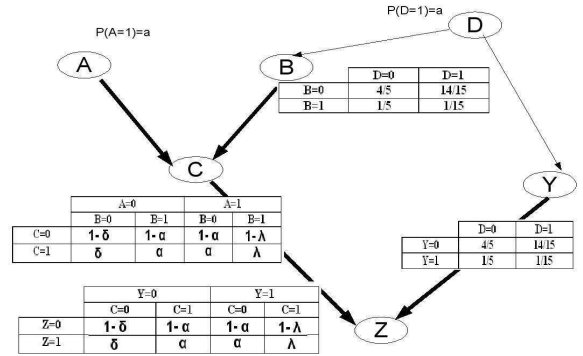 P(A=1)=a
P(D=1)=a
A
D
B
D=0 D=1
B=0 4/5 14/15
B=1 1/5 1/15
C
Y
A=0 A=1
B=0 B=1 B=0 B=1
C=0 1-δ 1-α 1-α 1-λ
C=1 δ α α λ
D=0 D=1
Y=0 4/5 14/15
Y=1 1/5 1/15
Y=0 Y=1
C=0 C=1 C=0 C=1
Z=0 1-δ 1-α 1-α 1-λ
Z=1 δ α α λ
Z